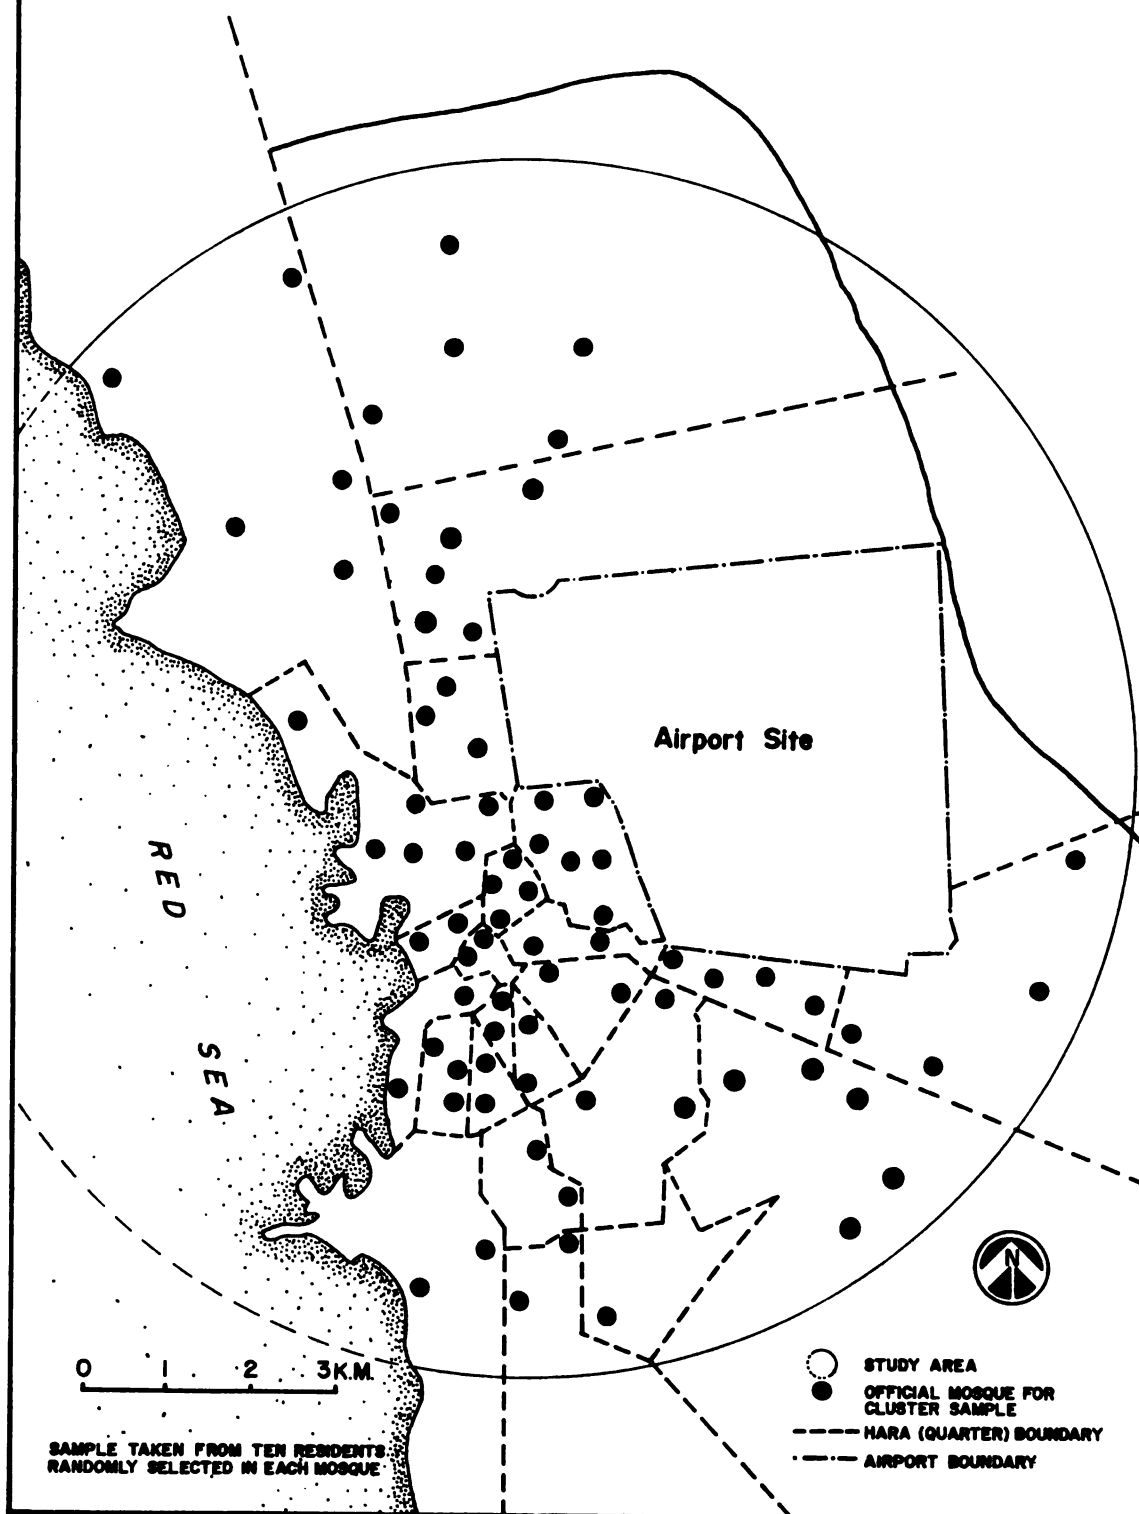 Airport Site
RED
SEA
N
0 1 2 3 K.M.
SAMPLE TAKEN FROM TEN RESIDENTS
RANDOMLY SELECTED IN EACH MOSQUE
STUDY AREA
OFFICIAL MOSQUE FOR
CLUSTER SAMPLE
HARA (QUARTER) BOUNDARY
AIRPORT BOUNDARY